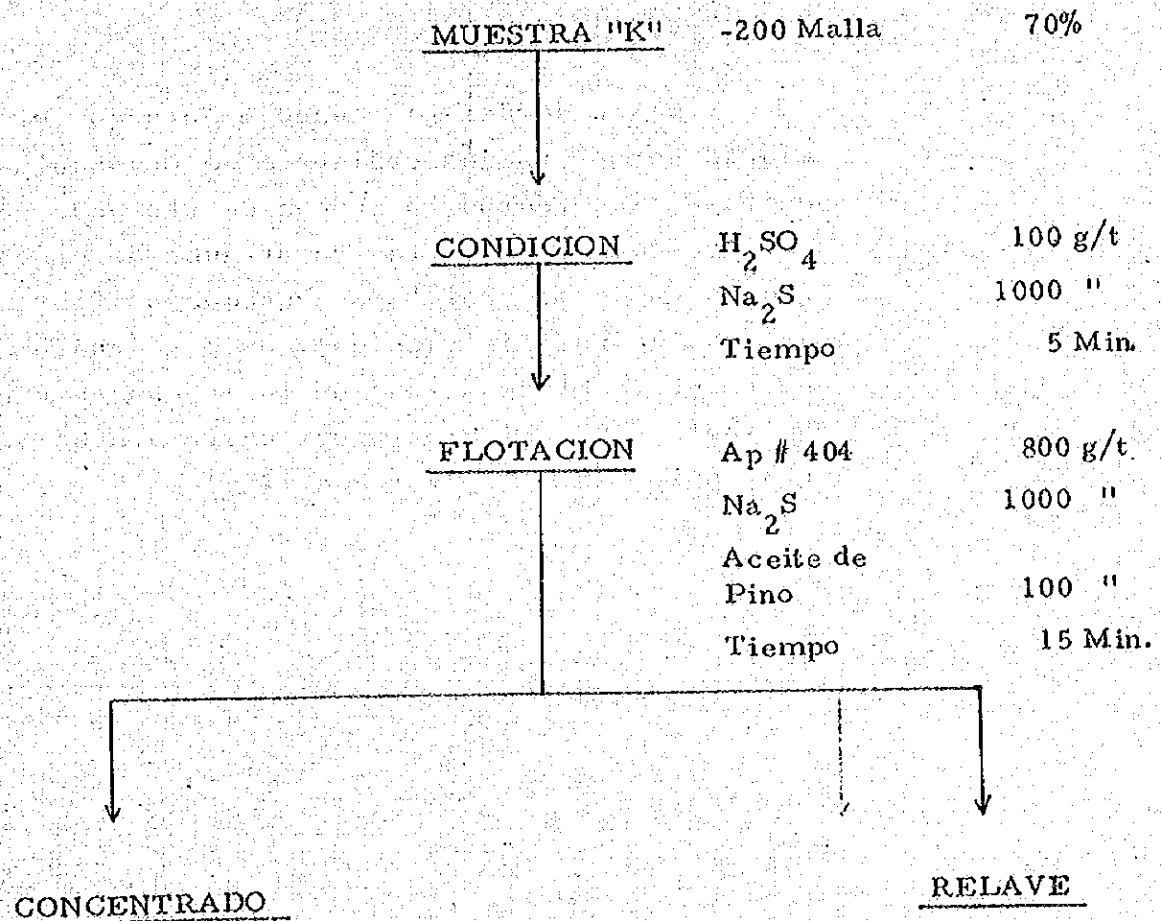 MUESTRA "K" -200 Malla 70%
CONDICION H2SO4 100 g/t
Na2S 1000 "
Tiempo 5 Min.
FLOTACION Ap # 404 800 g/t
Na2S 1000 "
Aceite de
Pino 100 "
Tiempo 15 Min.
CONCENTRADO RELAVE